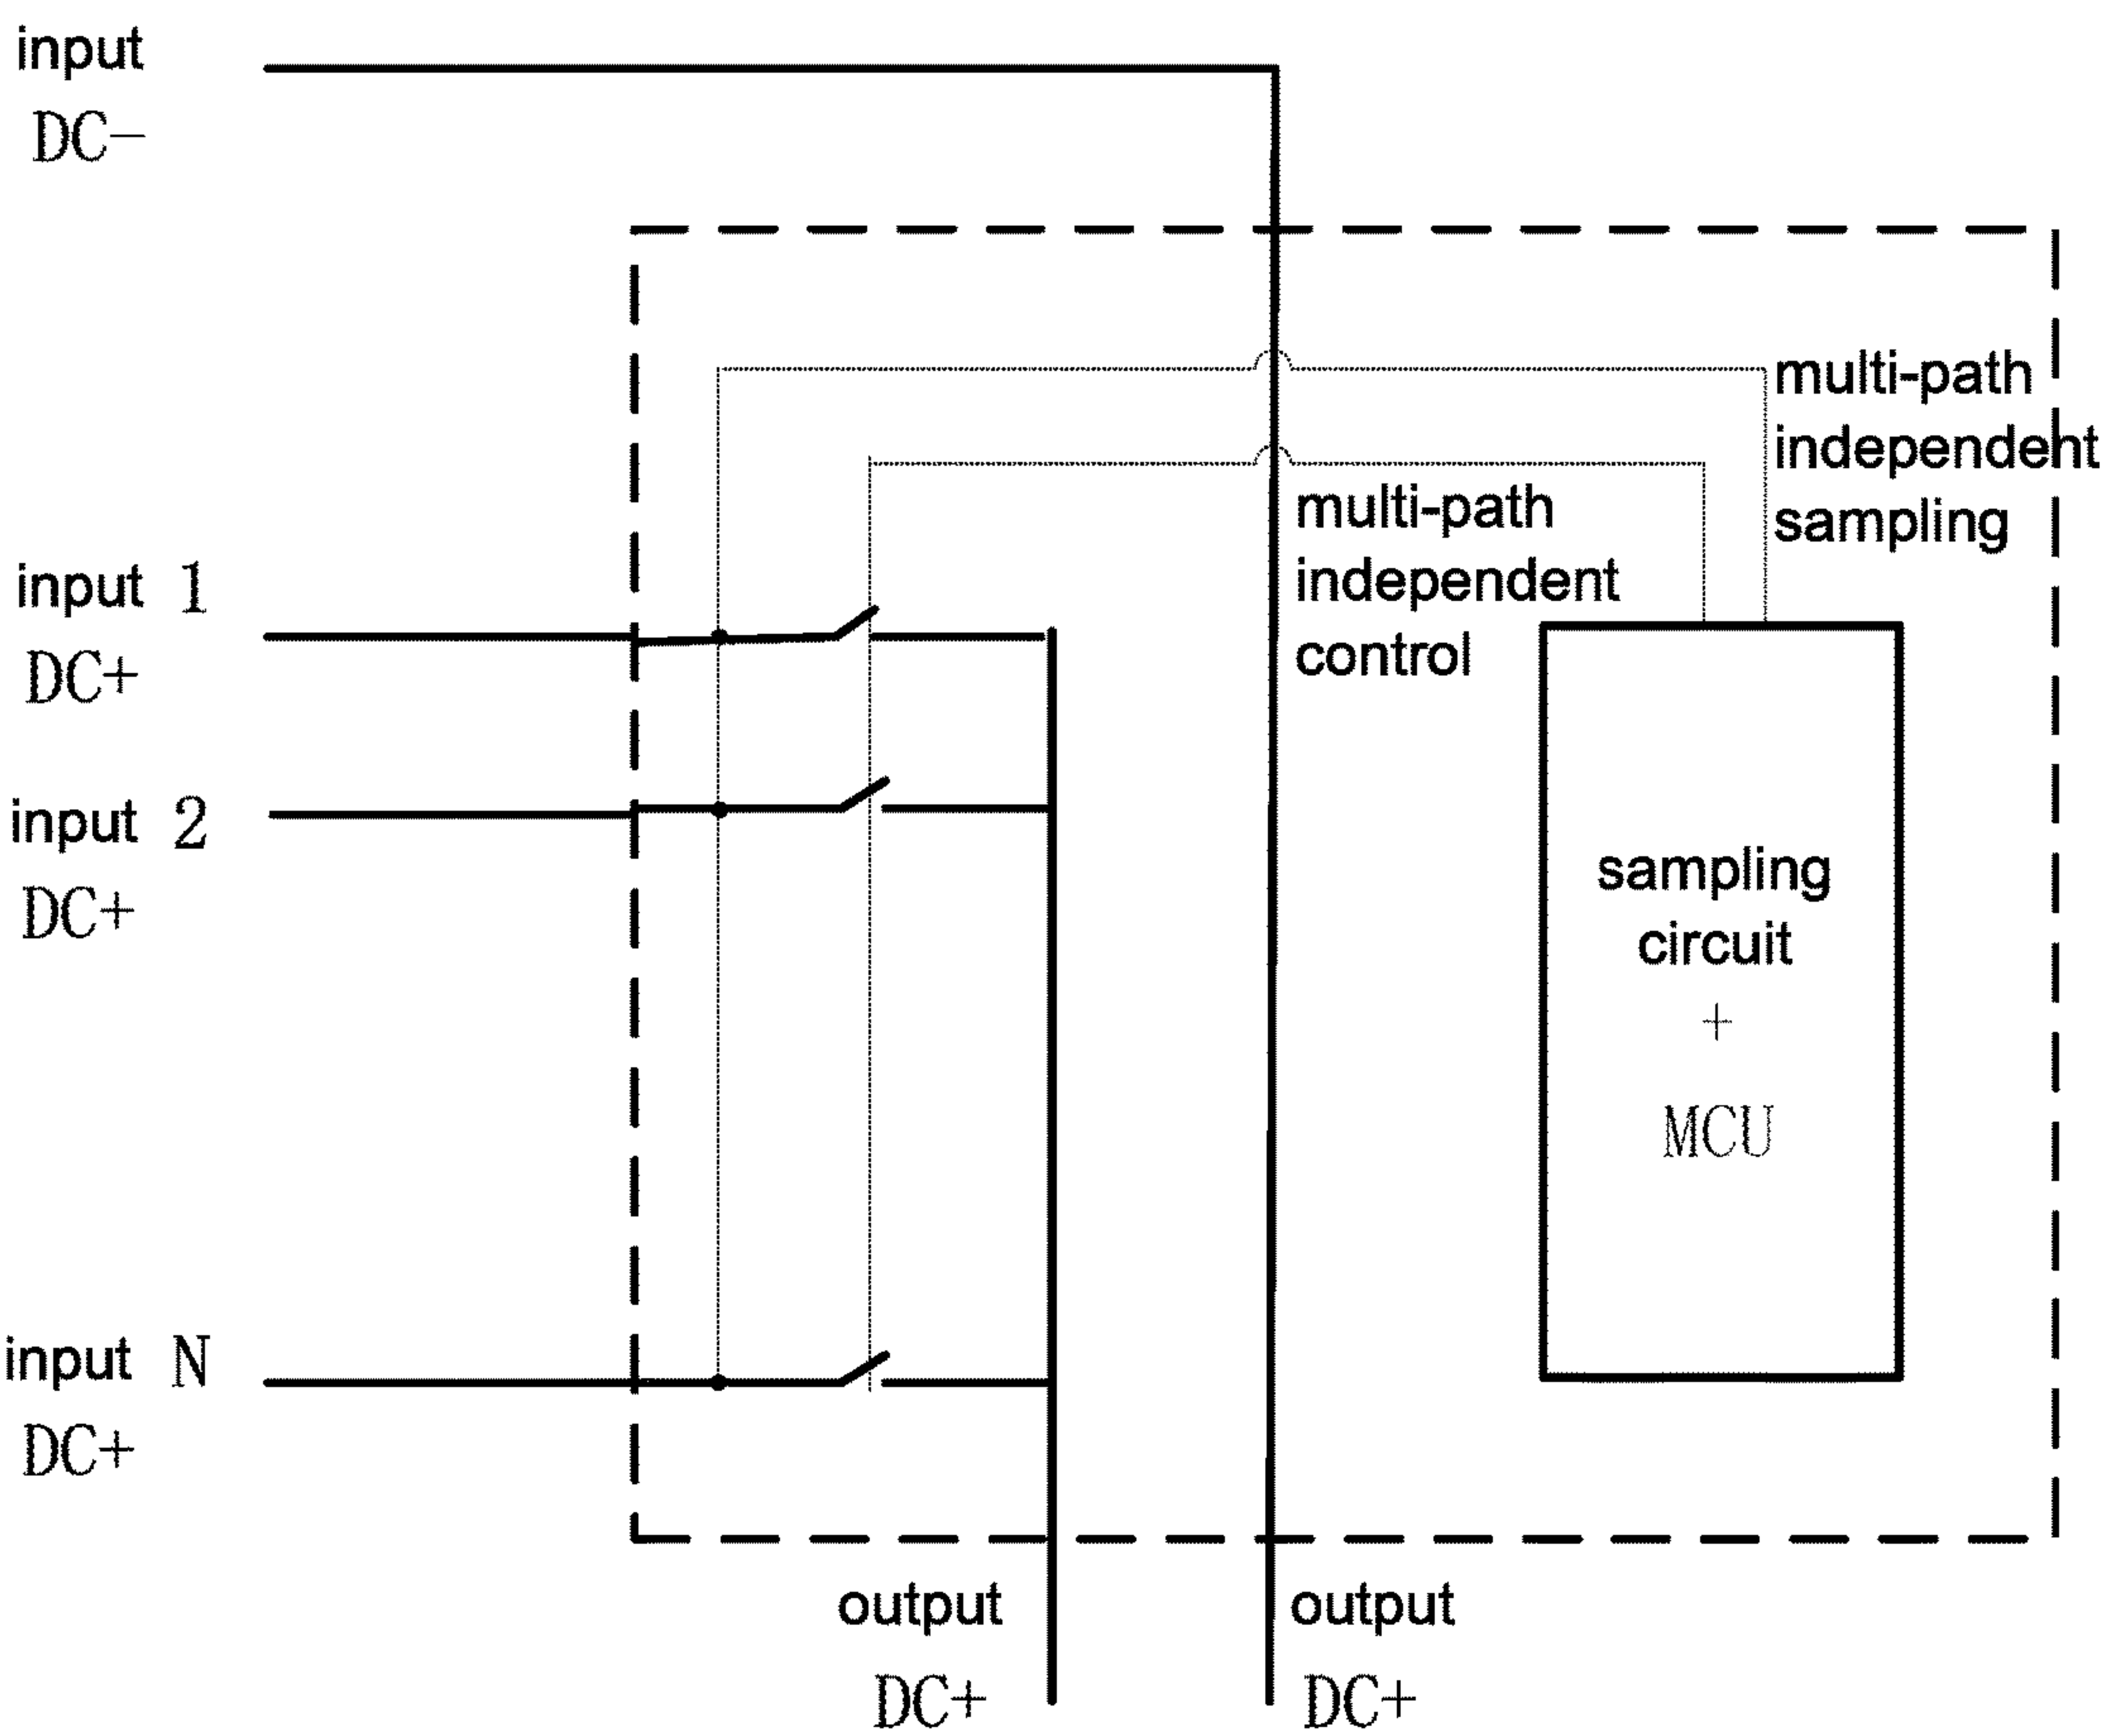 input
DC-
multi-path
independent
sampling
multi-path
independent
control
input 1
DC+
input 2
DC+
sampling
circuit
+
MCU
input N
DC+
output
DC+
output
DC+